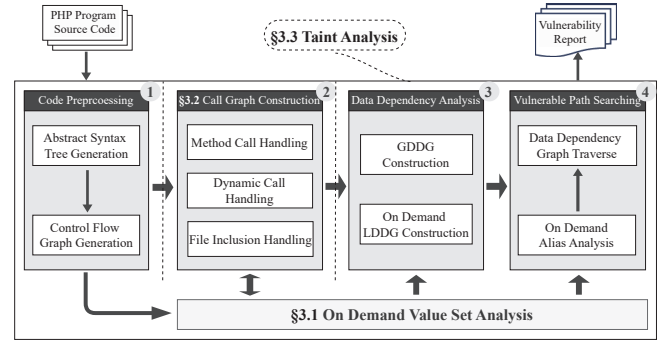 PHP Program
Source Code
§3.3 Taint Analysis
Vulnerability
Report
Code Preprcoessing
1
Abstract Syntax
Tree Generation
Control Flow
Graph Generation
§3.2 Call Graph Construction
2
Method Call Handling
Dynamic Call
Handling
File Inclusion Handling
Data Dependency Analysis
3
GDDG
Construction
On Demand
LDDG Construction
Vulnerable Path Searching
4
Data Dependency
Graph Traverse
On Demand
Alias Analysis
§3.1 On Demand Value Set Analysis